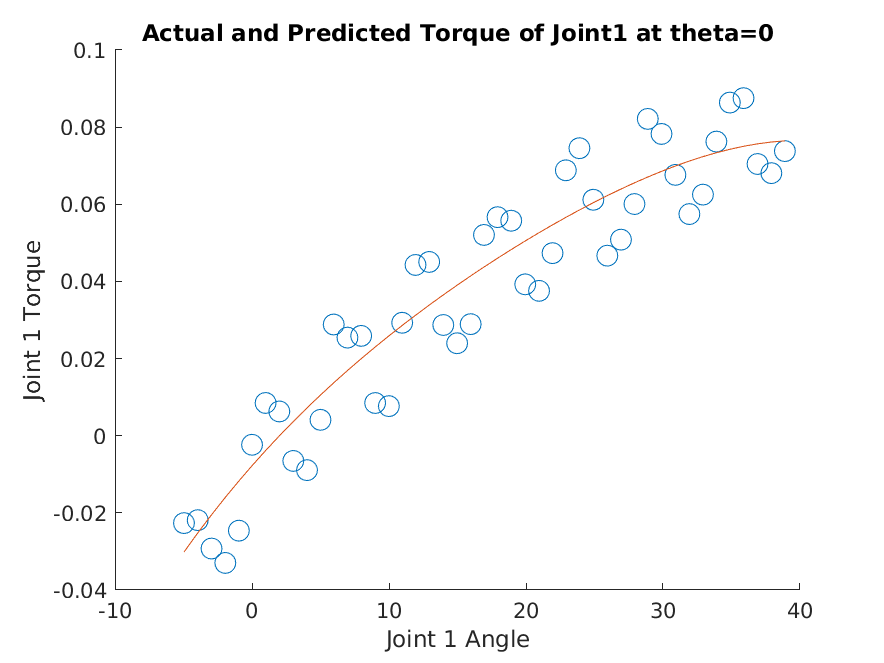 Actual and Predicted Torque of Joint1 at theta=0
0.1
0.08
0.06
0.04
0.02
0
-0.02
-0.04
Joint 1 Torque
-10 0 10 20 30 40
Joint 1 Angle